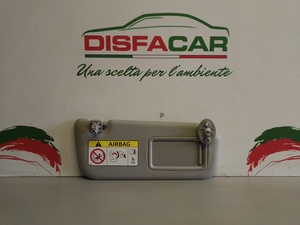 DISFACAR
Una scelta per l'ambiente
AIRBAG